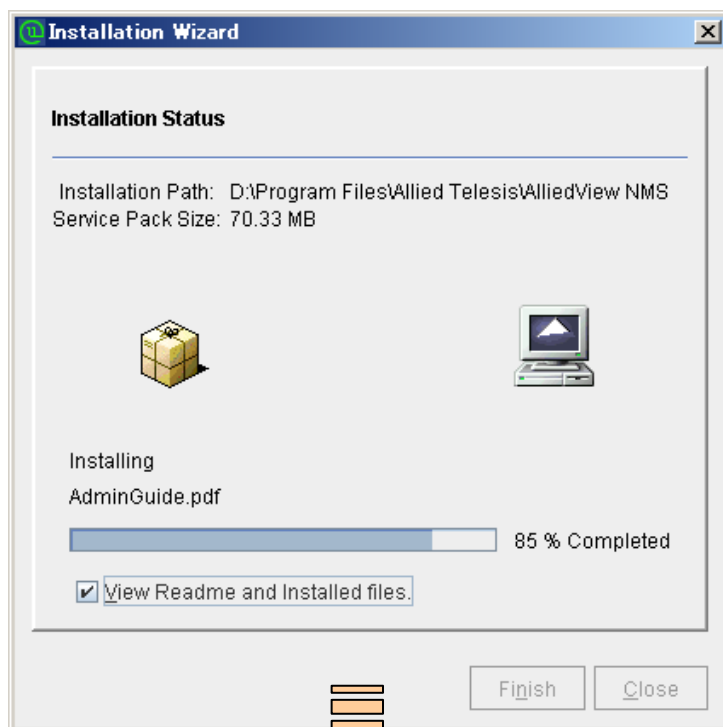 Installation Wizard
Installation Status
Installation Path: D:\Program Files\Allied Telesis\AlliedView NMS
Service Pack Size: 70.33 MB
Installing
AdminGuide.pdf
85 % Completed
View Readme and Installed files.
Finish Close